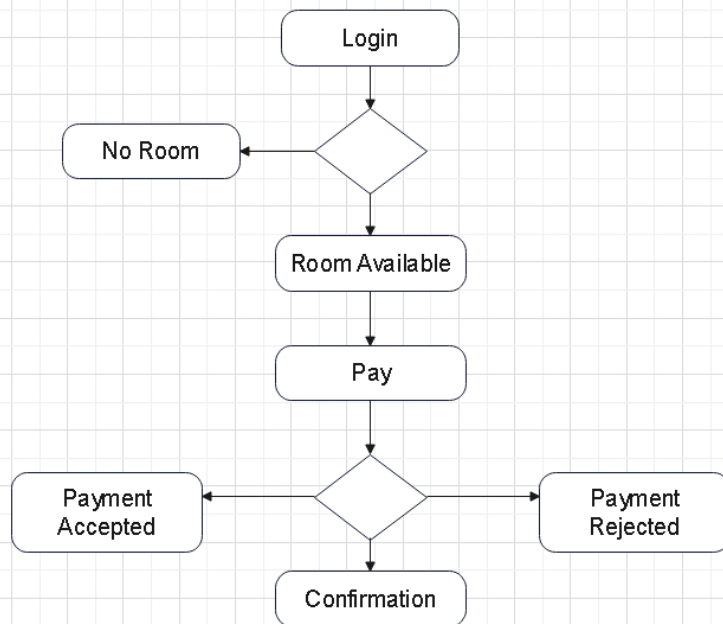 Login
No Room
Room Available
Pay
Payment
Accepted
Payment
Rejected
Confirmation